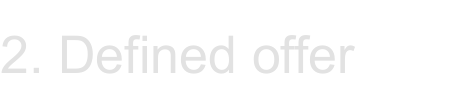 2. Defined offer